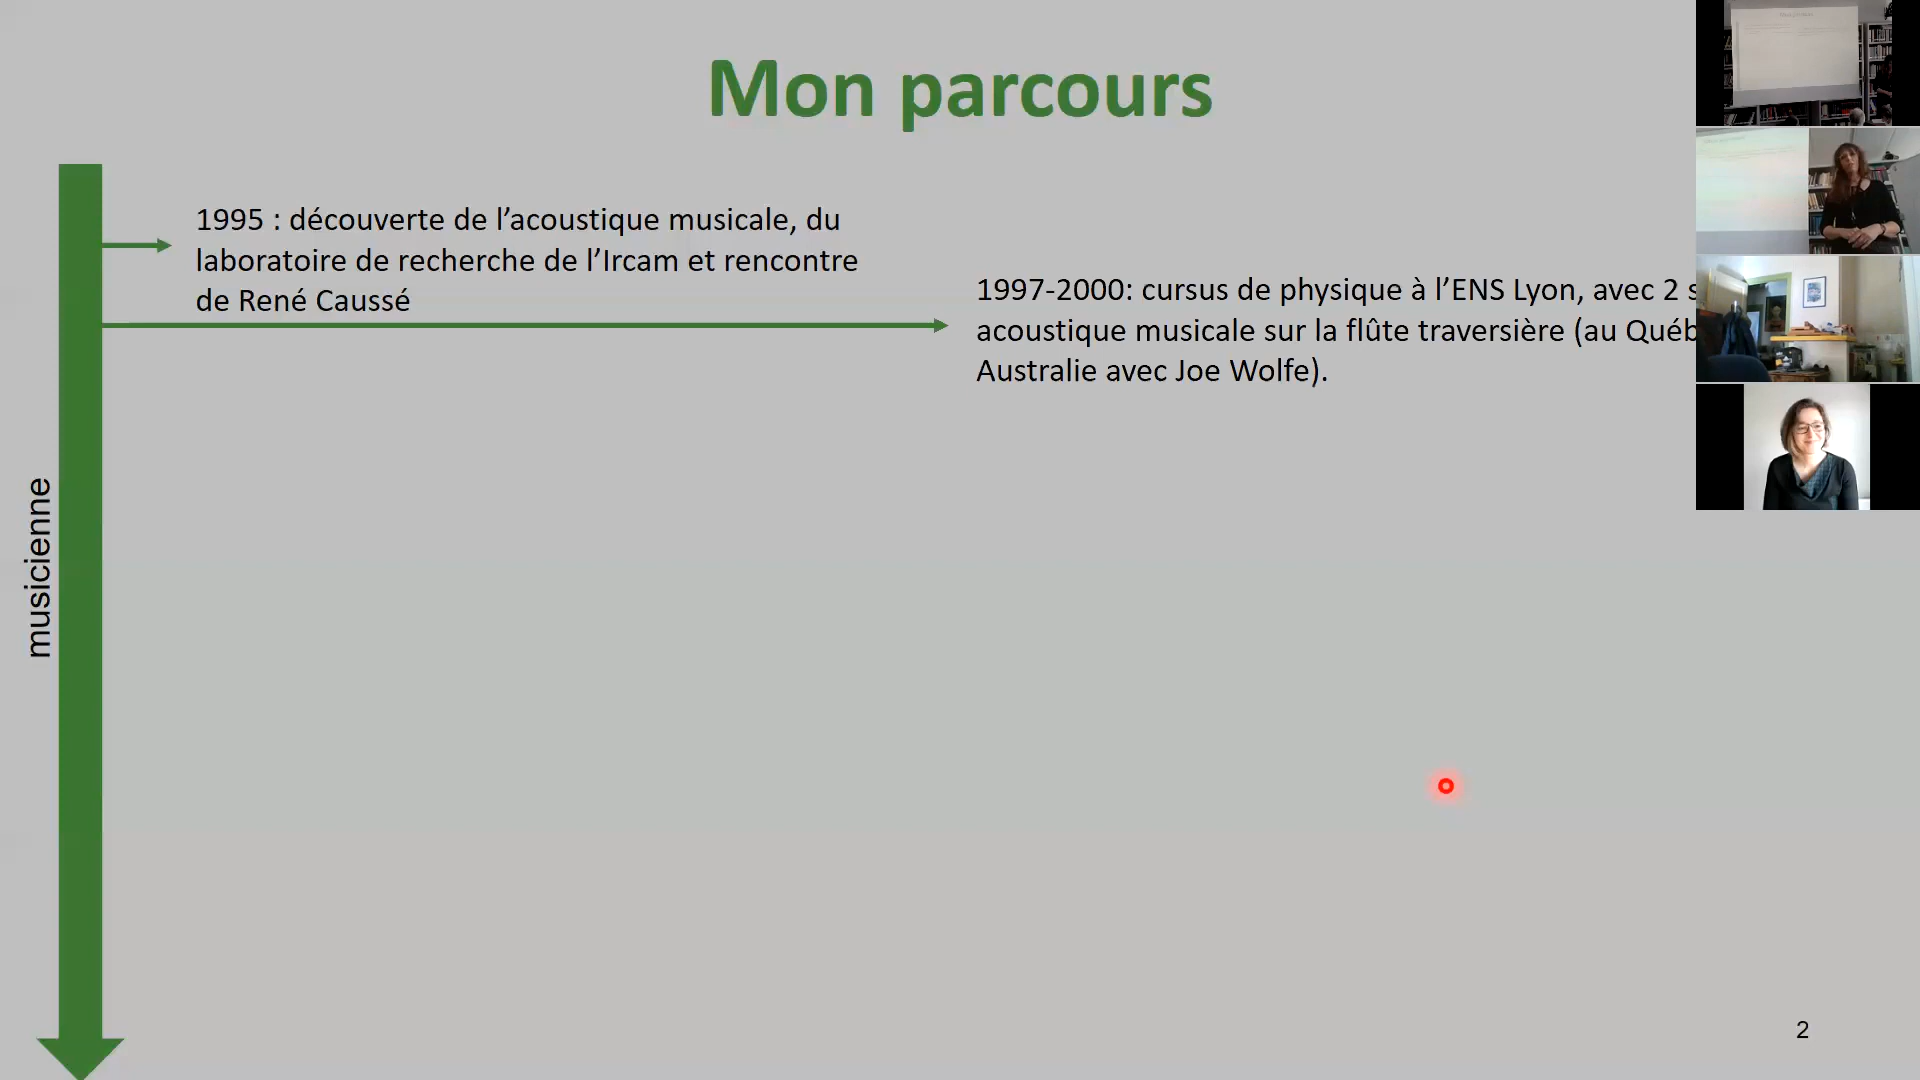 Mon parcours
1995 : découverte de l'acoustique musicale, du
laboratoire de recherche de l'Ircam et rencontre
de René Caussé
1997-2000: cursus de physique à l'ENS Lyon, avec 2
acoustique musicale sur la flûte traversière (au
Australie avec Joe Wolfe).
musicienne
2